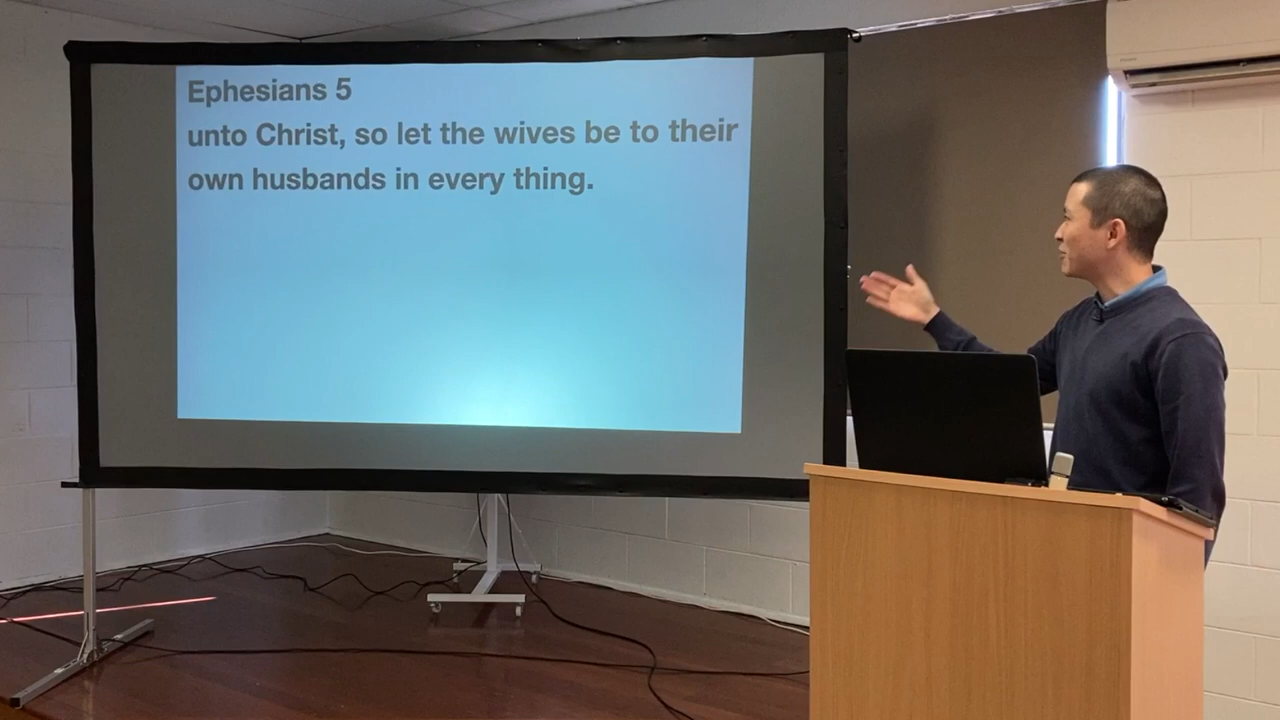 Ephesians 5
unto Christ, so let the wives be to their
own husbands in every thing.